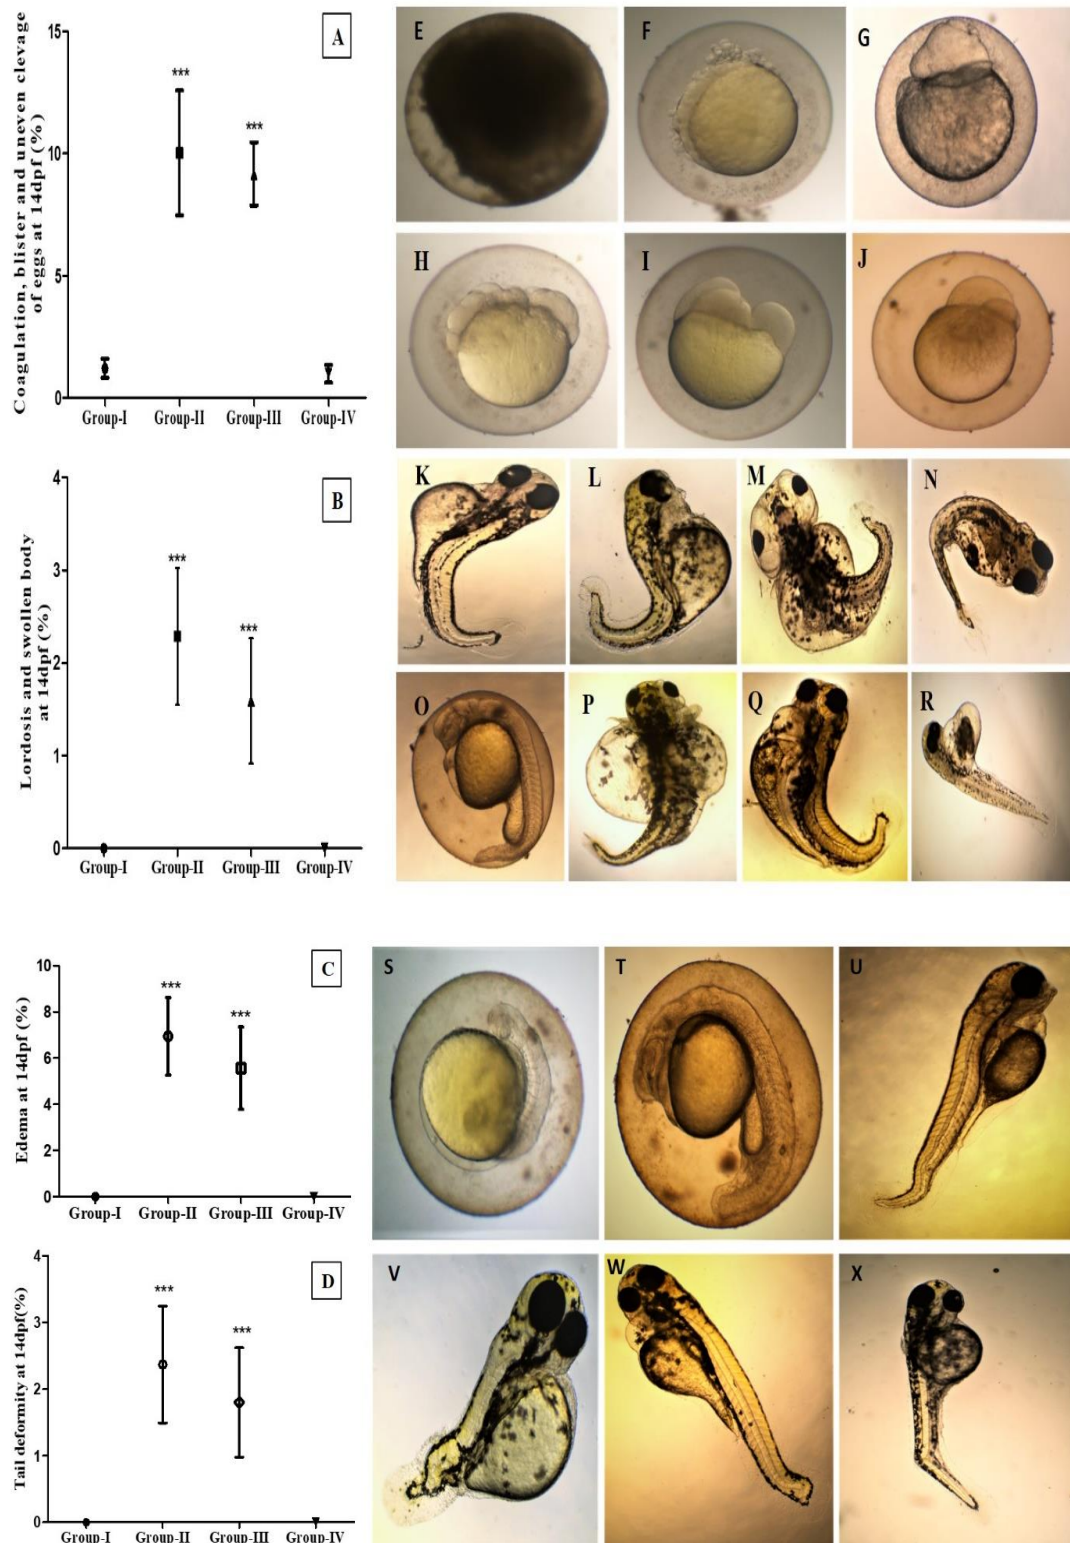 Coagulation, blister and uneven clevage
of eggs at 14dpf (%)
15
10
5
0
A
***
***
Group-I Group-II Group-III Group-IV
E
F
G
H
I
J
Lordosis and swollen body
at 14dpf (%)
4
3
2
1
0
B
***
***
Group-I Group-II Group-III Group-IV
K
L
M
N
O
P
Q
R
Edema at 14dpf (%)
10
8
6
4
2
0
C
***
***
Group-I Group-II Group-III Group-IV
S
T
U
Tail deformity at 14dpf(%)
4
3
2
1
0
D
***
***
Group-I Group-II Group-III Group-IV
V
W
X